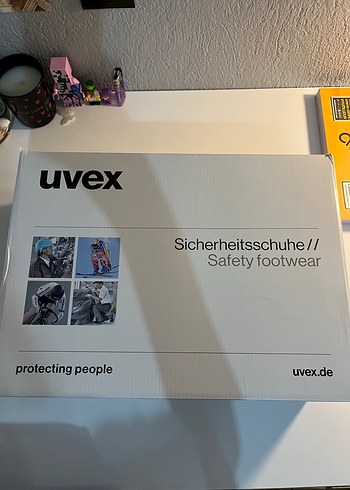 uvex
Sicherheitsschuhe //
Safety footwear
protecting people
uvex.de